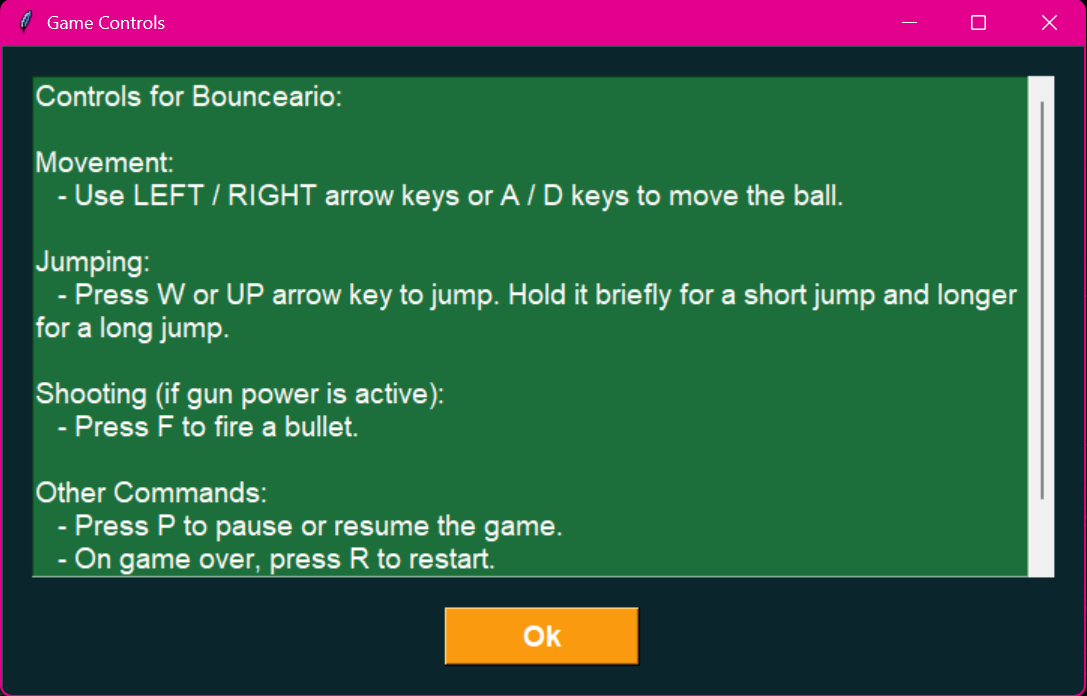 Game Controls
Controls for Bounceario:
Movement:
- Use LEFT / RIGHT arrow keys or A / D keys to move the ball.
Jumping:
- Press W or UP arrow key to jump. Hold it briefly for a short jump and longer
for a long jump.
Shooting (if gun power is active):
- Press F to fire a bullet.
Other Commands:
- Press P to pause or resume the game.
- On game over, press R to restart.
Ok